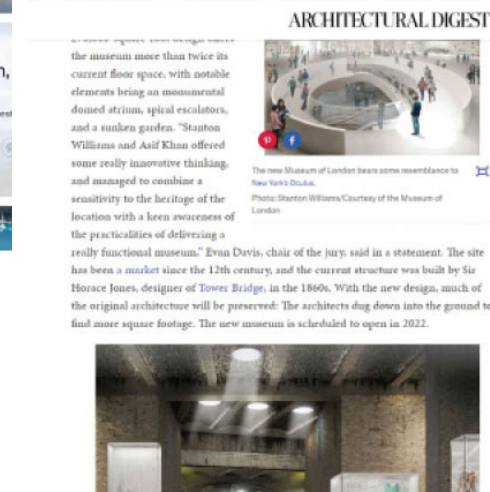 ARCHITECTURAL DIGEST
the museum more than twice its
current floor space, with notable
elements being an monumental
domed atrium, spiral escalators,
and a sunken garden. "Stanton
Williams and Asif Khan offered
some really innovative thinking,
and managed to combine a
sensitivity to the heritage of the
location with a keen awareness of
the practicalities of delivering a
The new Museum of London bears some resemblance to
New York's Oculus.
Photo: Stanton Williams/Courtesy of the Museum of
London
really functional museum," Evan Davis, chair of the jury, said in a statement. The site
has been a market since the 12th century, and the current structure was built by Sir
Horace Jones, designer of Tower Bridge, in the 1860s. With the new design, much of
the original architecture will be preserved: The architects dug down into the ground to
find more square footage. The new museum is scheduled to open in 2022.